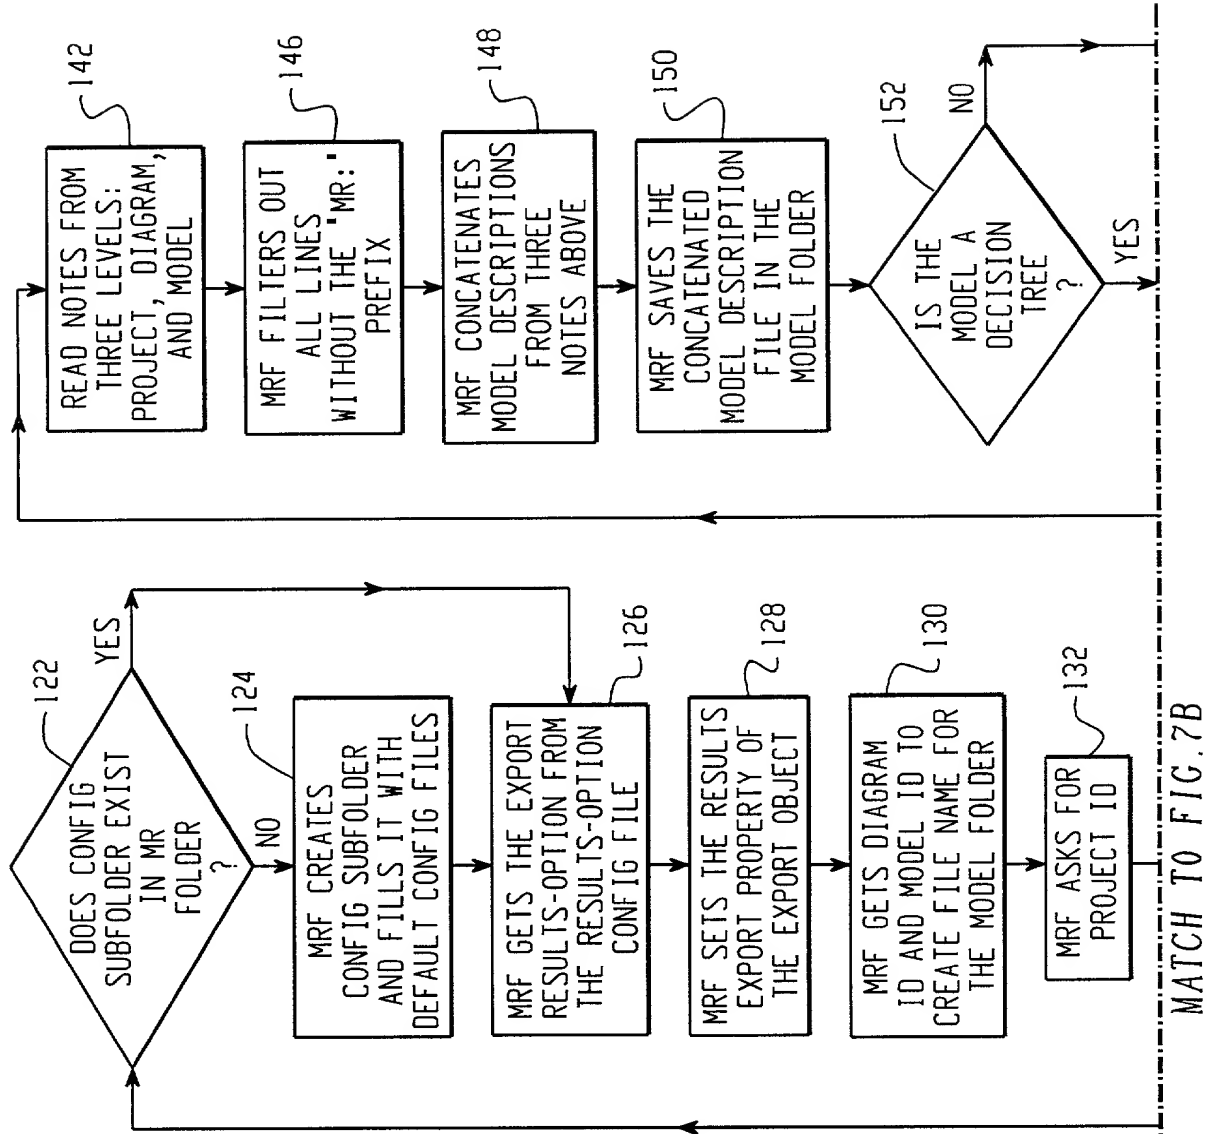 DOES CONFIG
SUBFOLDER EXIST
IN MR
FOLDER
?
122
YES
NO
124
MRF CREATES
CONFIG SUBFOLDER
AND FILLS IT WITH
DEFAULT CONFIG FILES
MRF GETS THE EXPORT
RESULTS-OPTION FROM
THE RESULTS-OPTION
CONFIG FILE
126
MRF SETS THE RESULTS
EXPORT PROPERTY OF
THE EXPORT OBJECT
128
MRF GETS DIAGRAM
ID AND MODEL ID TO
CREATE FILE NAME FOR
THE MODEL FOLDER
130
MRF ASKS FOR
PROJECT ID
132
READ NOTES FROM
THREE LEVELS:
PROJECT, DIAGRAM,
AND MODEL
142
MRF FILTERS OUT
ALL LINES
WITHOUT THE "MR:"
PREFIX
146
MRF CONCATENATES
MODEL DESCRIPTIONS
FROM THREE
NOTES ABOVE
148
MRF SAVES THE
CONCATENATED
MODEL DESCRIPTION
FILE IN THE
MODEL FOLDER
150
IS THE
MODEL A
DECISION
TREE
?
152
NO
YES
MATCH TO FIG.7B